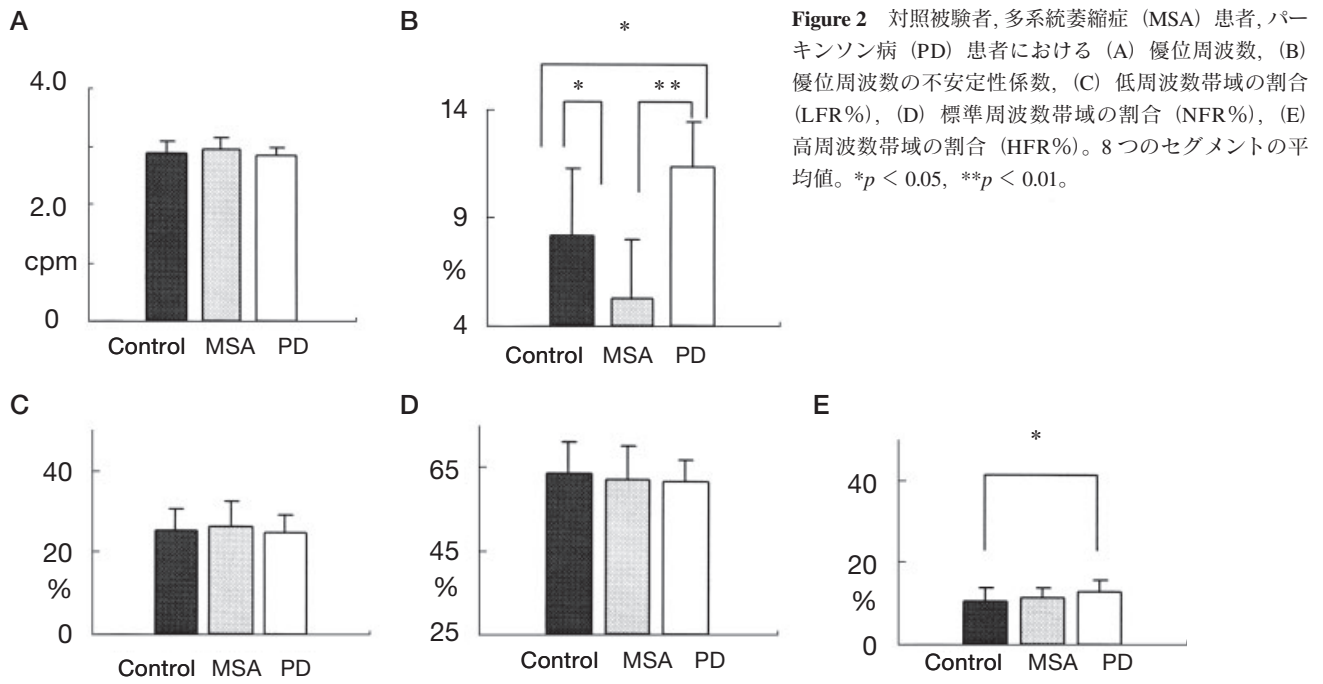 A
4.0
2.0
cpm
0
Control MSA PD
B
*
* **
14
9
%
4
Control MSA PD
Figure 2 対照被験者, 多系統萎縮症（MSA）患者, パー
キンソン病（PD）患者における（A）優位周波数,（B）
優位周波数の不安定性係数,（C）低周波数帯域の割合
（LFR%）,（D）標準周波数帯域の割合（NFR%）,（E）
高周波数帯域の割合（HFR%）。8 つのセグメントの平
均値。*p < 0.05, **p < 0.01。
C
40
20
%
0
Control MSA PD
D
65
45
%
25
Control MSA PD
E
*
40
20
%
0
Control MSA PD